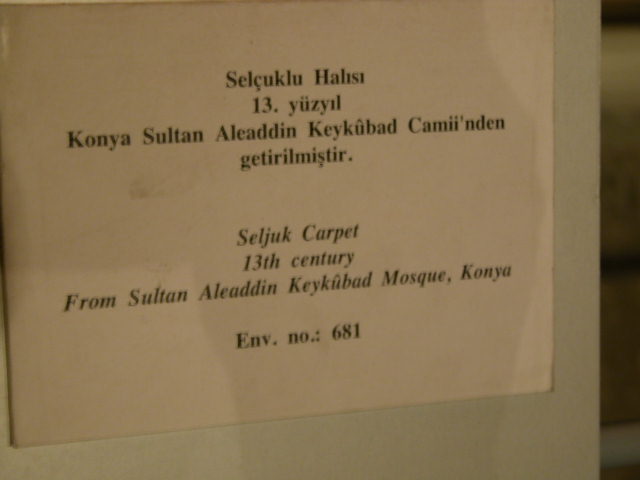 Selçuklu Halısı
13. yüzyıl
Konya Sultan Aleaddin Keykûbad Camii'nden
getirilmiştir.
Seljuk Carpet
13th century
From Sultan Aleaddin Keykûbad Mosque, Konya
Env. no.: 681